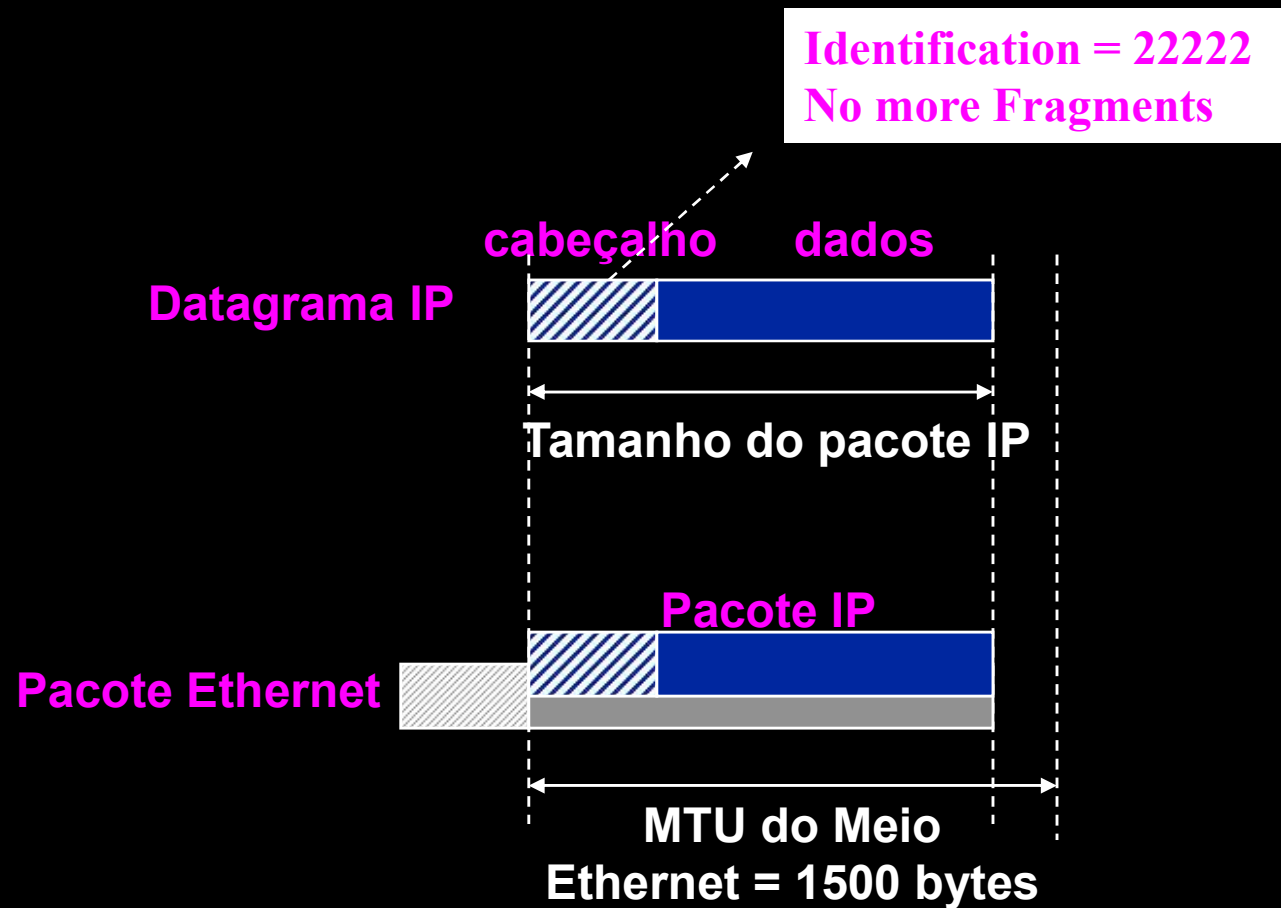 Identification = 22222
No more Fragments
cabeçalho dados
Datagrama IP
Tamanho do pacote IP
Pacote IP
Pacote Ethernet
MTU do Meio
Ethernet = 1500 bytes